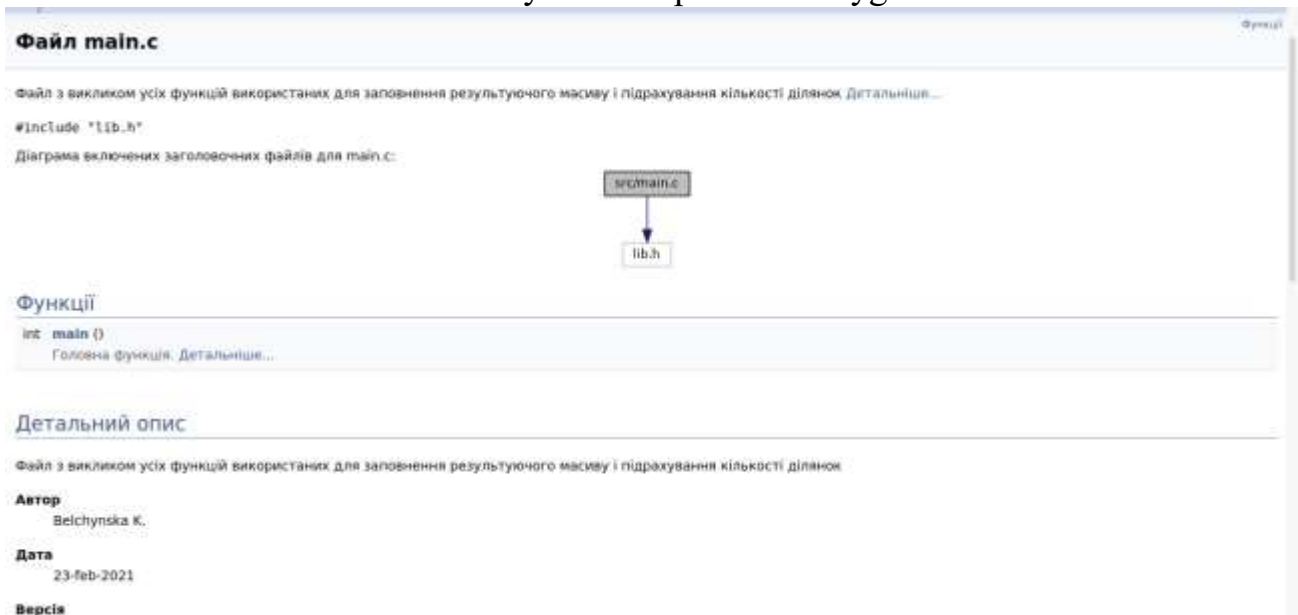 Функції
Файл main.c
Файл з викликом усіх функцій використаних для заповнення результуючого масиву і підрахування кількості ділянок Детальніше...
#include "lib.h"
Діаграма включених заголовочних файлів для main.c:
src/main.c
lib.h
Функції
int main ()
Головна функція. Детальніше...
Детальний опис
Файл з викликом усіх функцій використаних для заповнення результуючого масиву і підрахування кількості ділянок
Автор
Belchynska K.
Дата
23-feb-2021
Версія